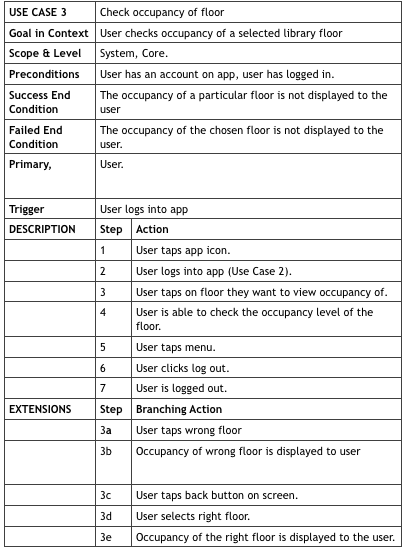 USE CASE 3 Check occupancy of floor
Goal in Context User checks occupancy of a selected library floor
Scope & Level System, Core.
Preconditions User has an account on app, user has logged in.
Success End The occupancy of a particular floor is not displayed to the
Condition user
Failed End The occupancy of the chosen floor is not displayed to the
Condition user.
Primary, User.
Trigger User logs into app
DESCRIPTION Step Action
1 User taps app icon.
2 User logs into app (Use Case 2).
3 User taps on floor they want to view occupancy of.
4 User is able to check the occupancy level of the
floor.
5 User taps menu.
6 User clicks log out.
7 User is logged out.
EXTENSIONS Step Branching Action
3a User taps wrong floor
3b Occupancy of wrong floor is displayed to user
3c User taps back button on screen.
3d User selects right floor.
3e Occupancy of the right floor is displayed to the user.